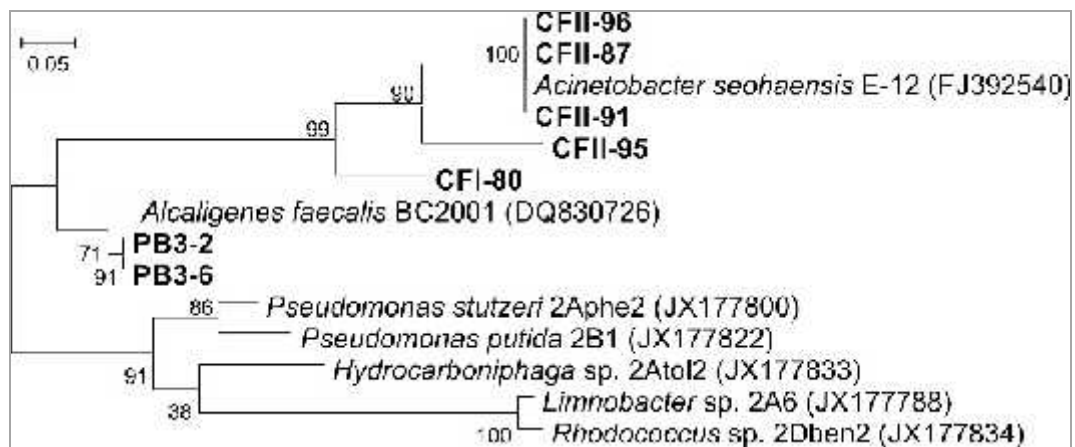 CFII-96
0.05
100
CFII-87
Acinetobacter seohaensis E-12 (FJ392540)
90
CFII-91
99
CFII-95
CFI-80
Alcaligenes faecalis BC2001 (DQ830726)
71
PB3-2
91
PB3-6
86
Pseudomonas stutzeri 2Aphe2 (JX177800)
Pseudomonas putida 2B1 (JX177822)
91
Hydrocarboniphaga sp. 2Atol2 (JX177833)
38
Limnobacter sp. 2A6 (JX177788)
100
Rhodococcus sp. 2Dben2 (JX177834)